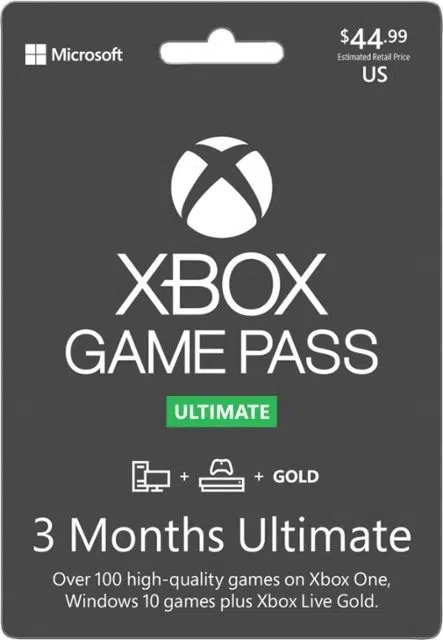 Microsoft
$44.99
Estimated Retail Price
US
XBOX
GAME PASS
ULTIMATE
+ + GOLD
3 Months Ultimate
Over 100 high-quality games on Xbox One,
Windows 10 games plus Xbox Live Gold.